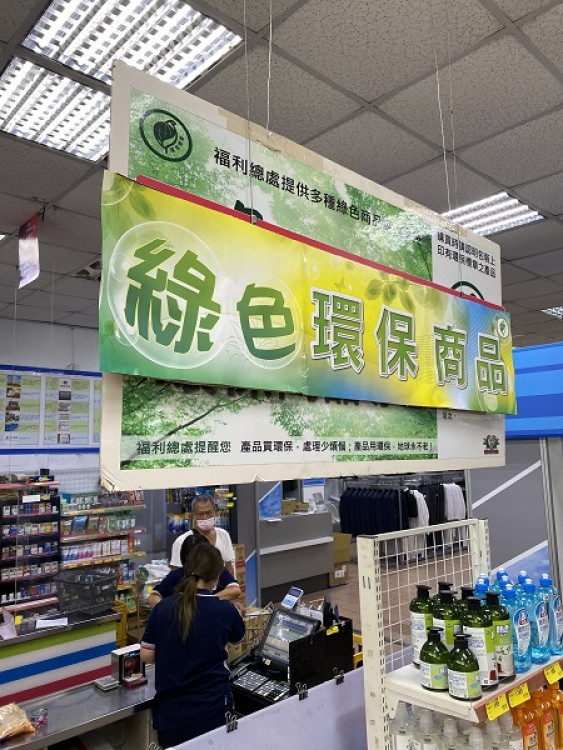 福利總處提供多種綠色商品
購買時請認明包裝上
印有環保標章之產品
綠色環保商品
福利總處提醒您 產品買環保，處理少煩惱；產品用環保，地球永不老！